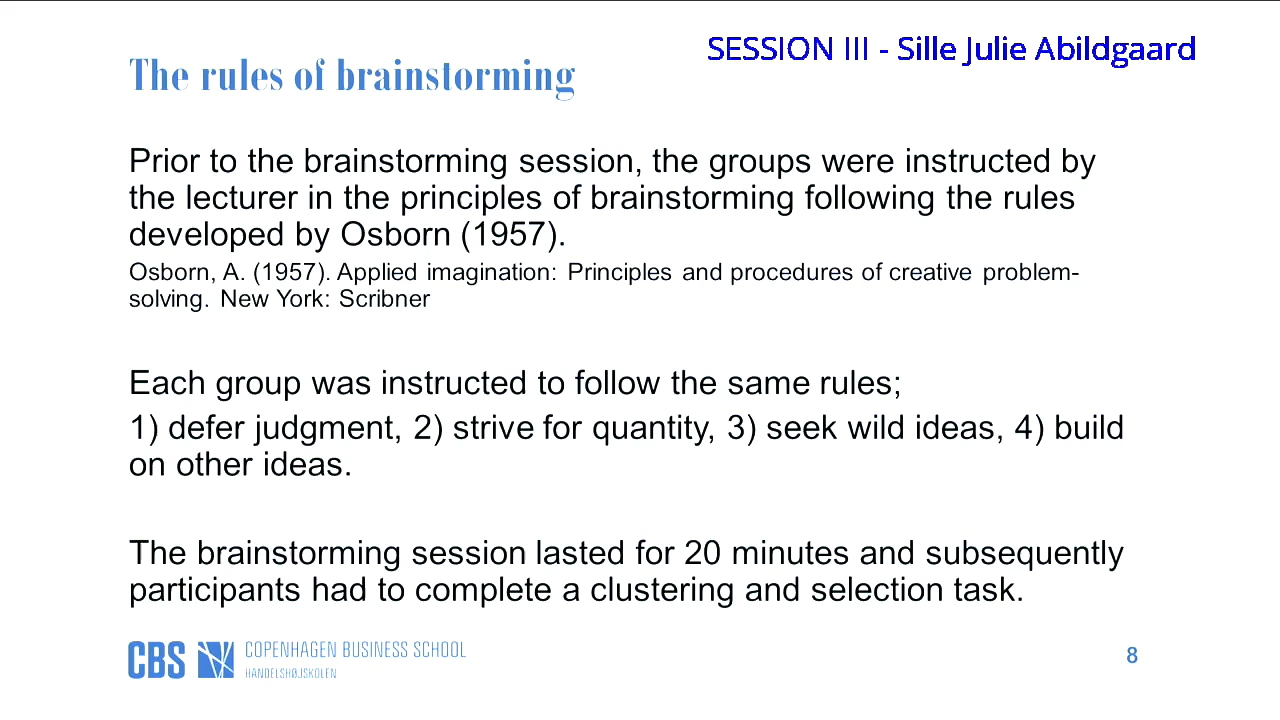 SESSION III - Sille Julie Abildgaard
The rules of brainstorming
Prior to the brainstorming session, the groups were instructed by
the lecturer in the principles of brainstorming following the rules
developed by Osborn (1957).
Osborn, A. (1957). Applied imagination: Principles and procedures of creative problem-
solving. New York: Scribner
Each group was instructed to follow the same rules;
1) defer judgment, 2) strive for quantity, 3) seek wild ideas, 4) build
on other ideas.
The brainstorming session lasted for 20 minutes and subsequently
participants had to complete a clustering and selection task.
CBS COPENHAGEN BUSINESS SCHOOL
HANDELSHØJSKOLEN
8